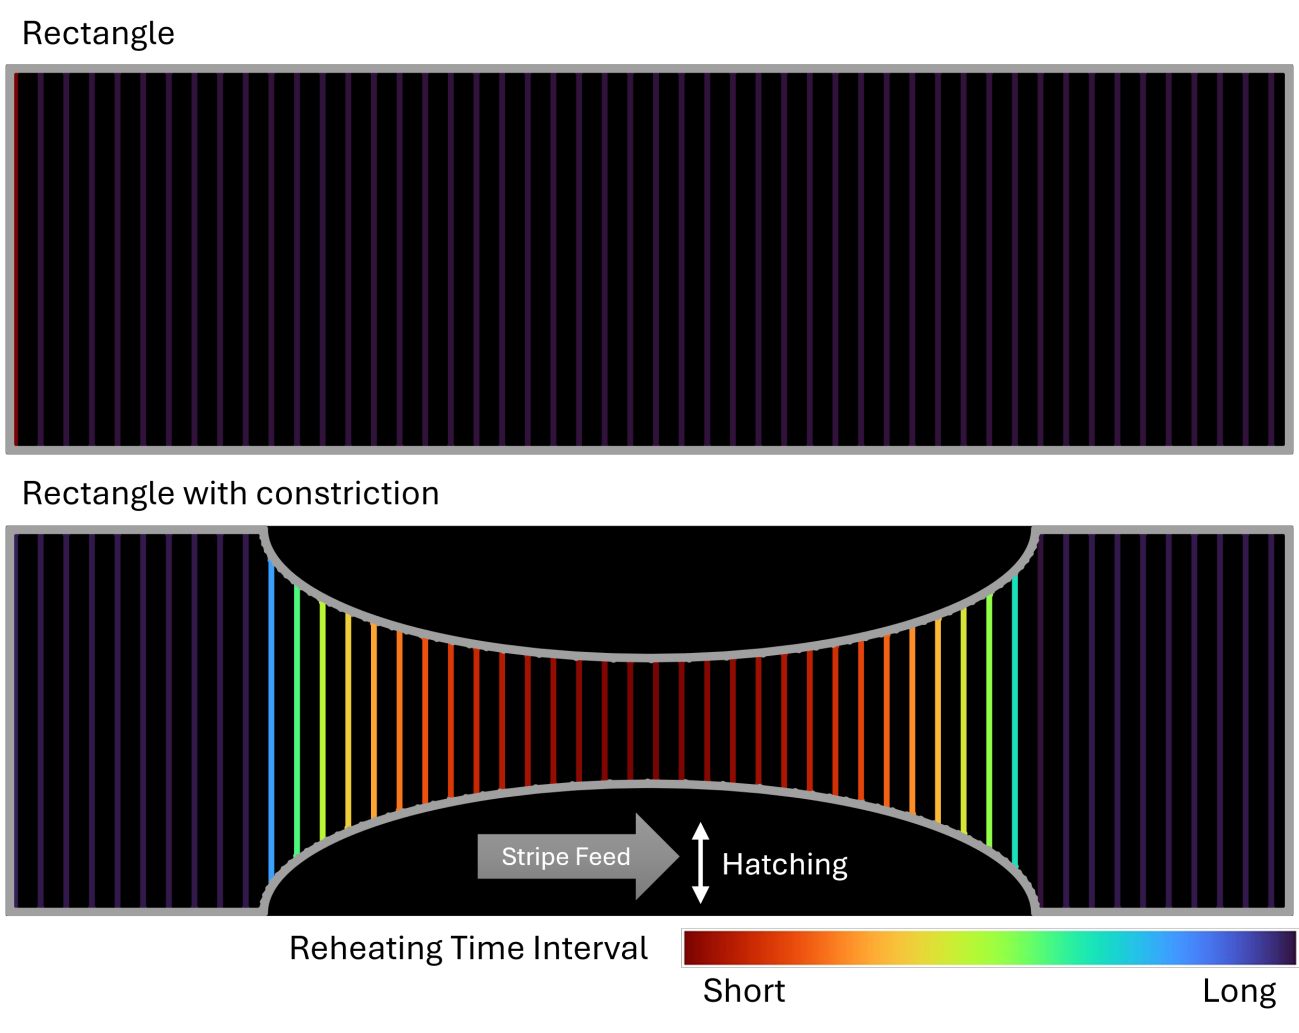 Rectangle
Rectangle with constriction
Stripe Feed
Hatching
Reheating Time Interval
Short
Long